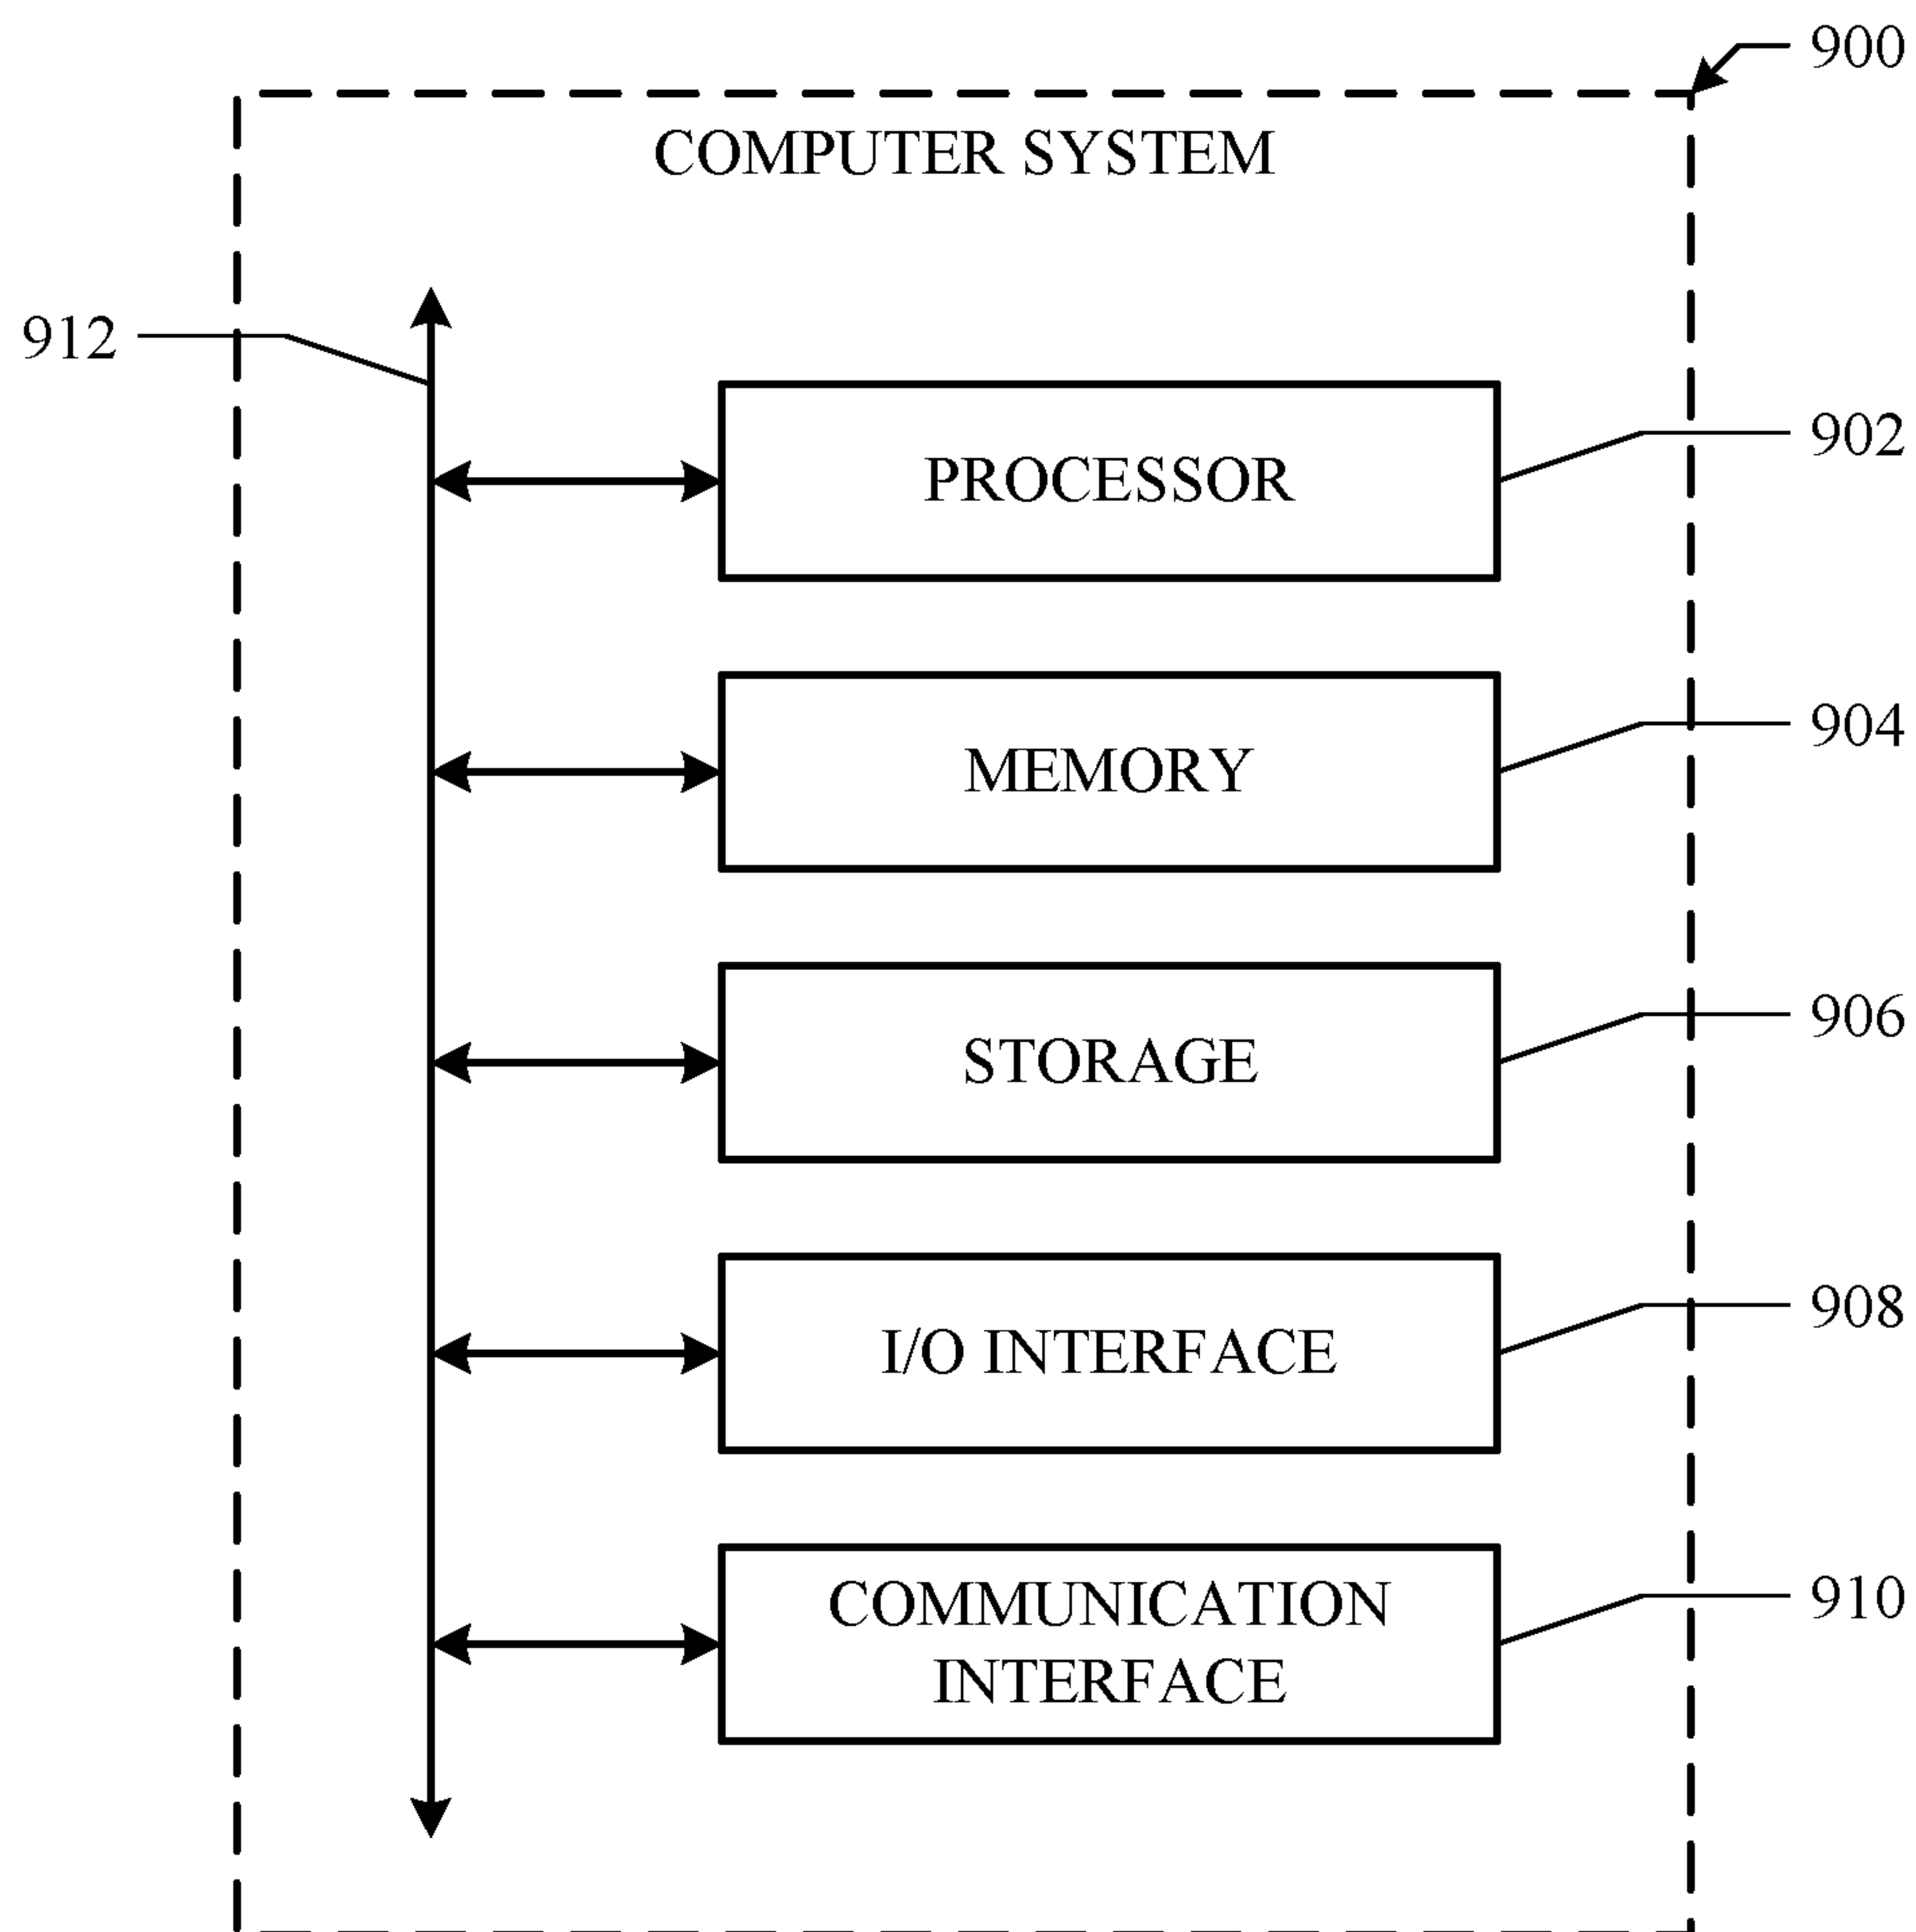 900
COMPUTER SYSTEM
912
902
PROCESSOR
904
MEMORY
906
STORAGE
908
I/O INTERFACE
910
COMMUNICATION
INTERFACE